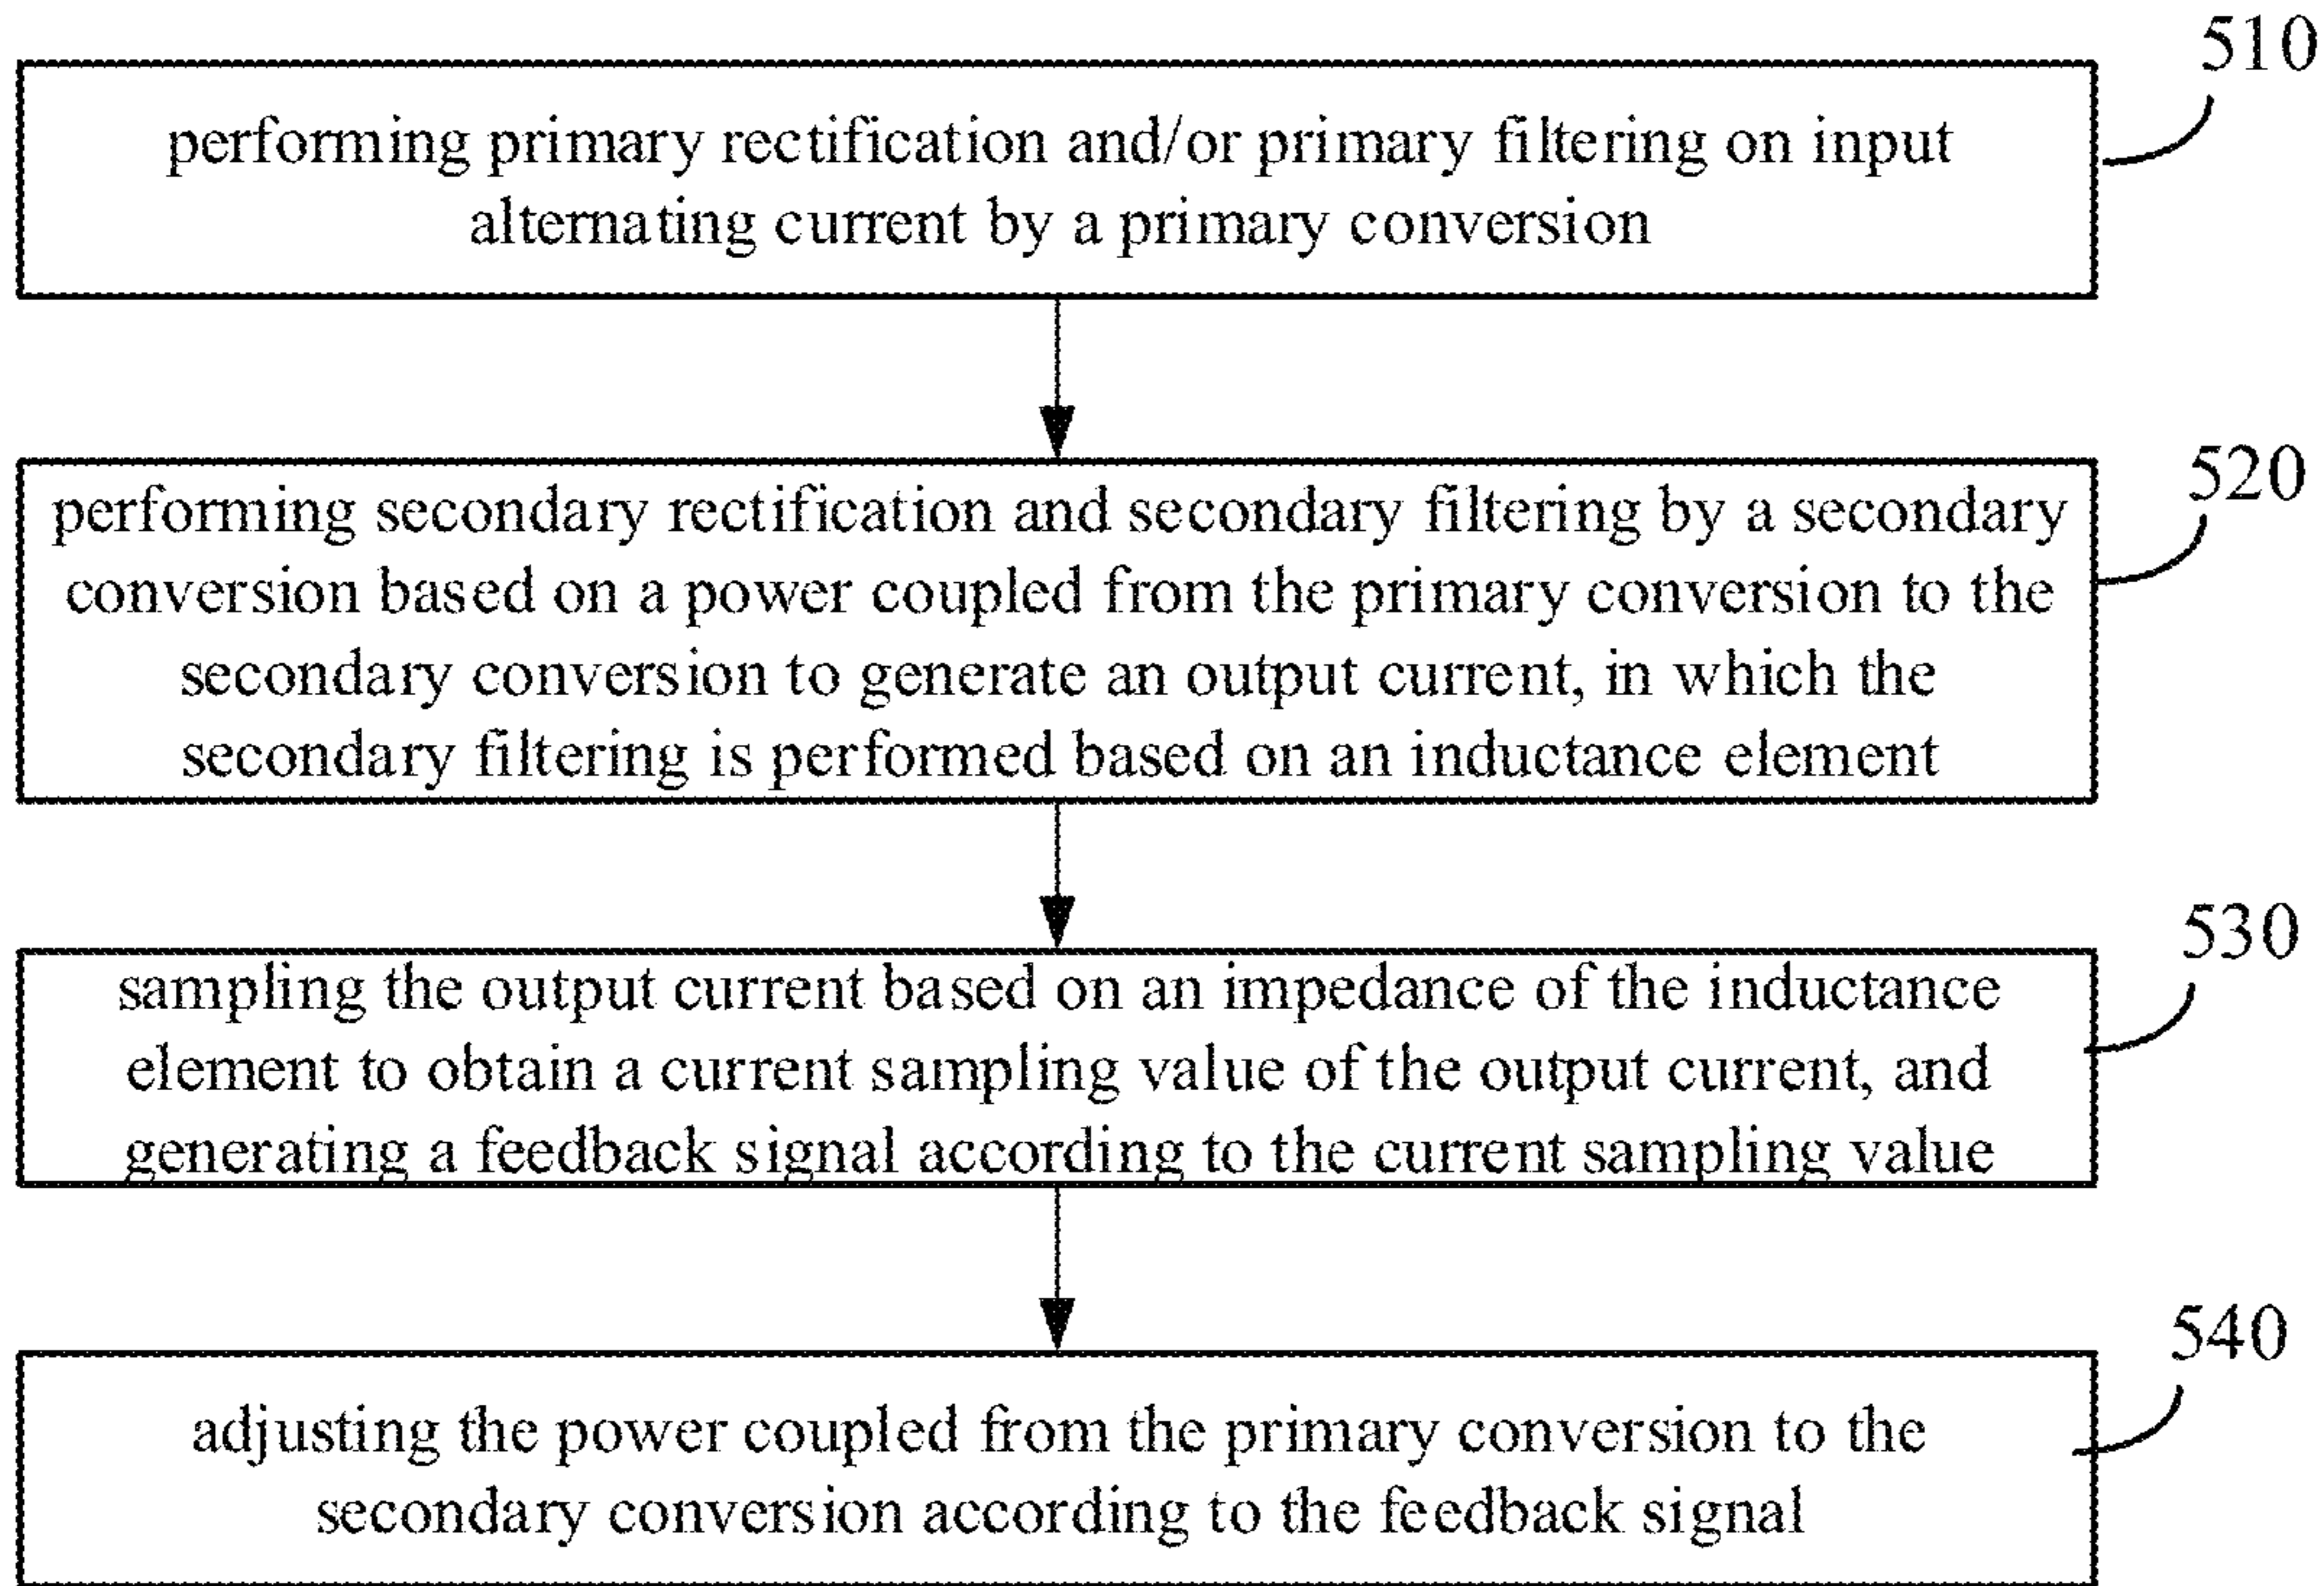 510
performing primary rectification and/or primary filtering on input
alternating current by a primary conversion
520
performing secondary rectification and secondary filtering by a secondary
conversion based on a power coupled from the primary conversion to the
secondary conversion to generate an output current, in which the
secondary filtering is performed based on an inductance element
530
sampling the output current based on an impedance of the inductance
element to obtain a current sampling value of the output current, and
generating a feedback signal according to the current sampling value
540
adjusting the power coupled from the primary conversion to the
secondary conversion according to the feedback signal